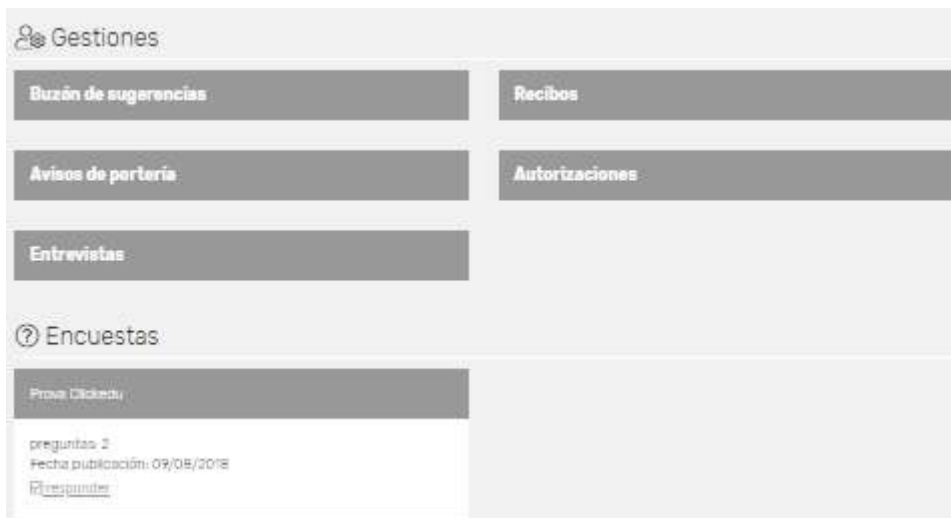 Gestiones
Buzón de sugerencias
Recibos
Avisos de portería
Autorizaciones
Entrevistas
Encuestas
Prova Clickedu
preguntas: 2
Fecha publicación: 09/08/2018
responder